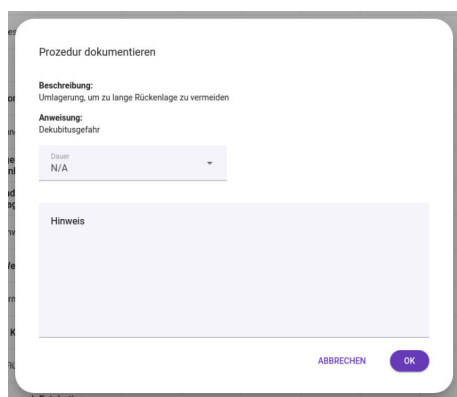 Prozedur dokumentieren
Beschreibung:
Umlagerung, um zu lange Rückenlage zu vermeiden
Anweisung:
Dekubitusgefahr
Dauer
N/A
Hinweis
ABBRECHEN OK